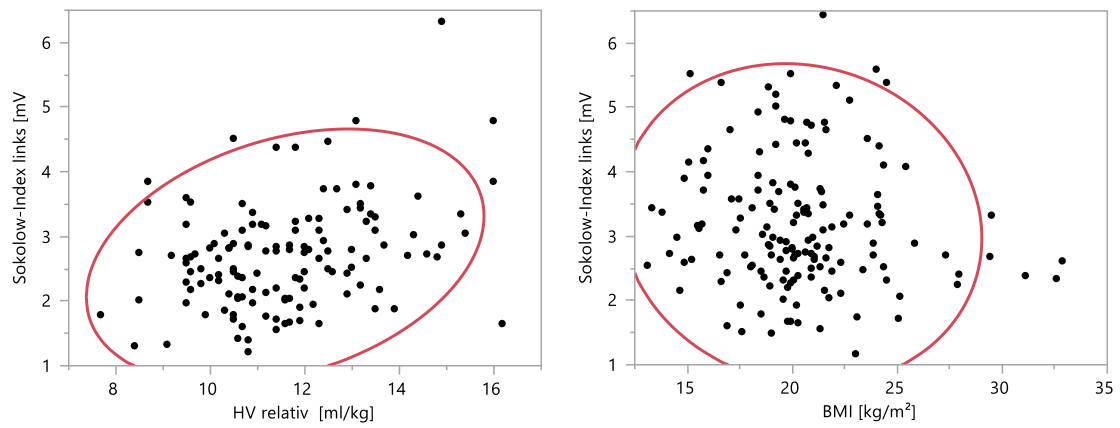 Sokolow-Index links [mV
6
5
4
3
2
1
8 10 12 14 16
HV relativ [ml/kg]
Sokolow-Index links [mV
6
5
4
3
2
1
15 20 25 30 35
BMI [kg/m²]